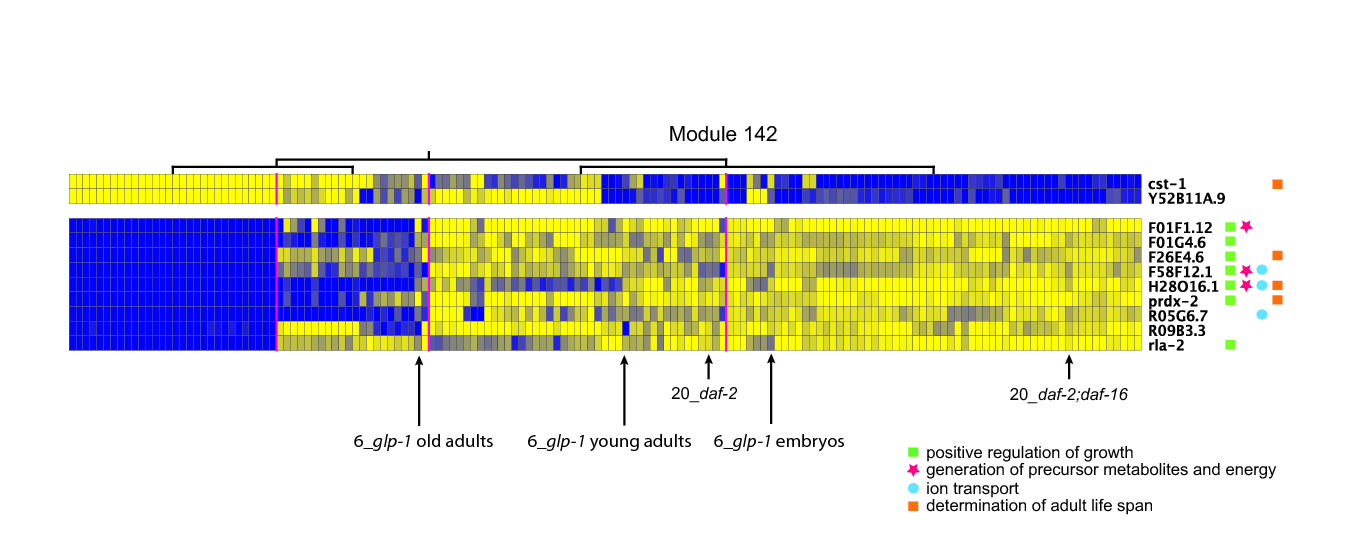 Module 142
cst-1
Y52B11A.9
F01F1.12
F01G4.6
F26E4.6
F58F12.1
H28O16.1
prdx-2
R05G6.7
R09B3.3
rla-2
20_daf-2
20_daf-2;daf-16
6_glp-1 old adults
6_glp-1 young adults
6_glp-1 embryos
positive regulation of growth
generation of precursor metabolites and energy
ion transport
determination of adult life span